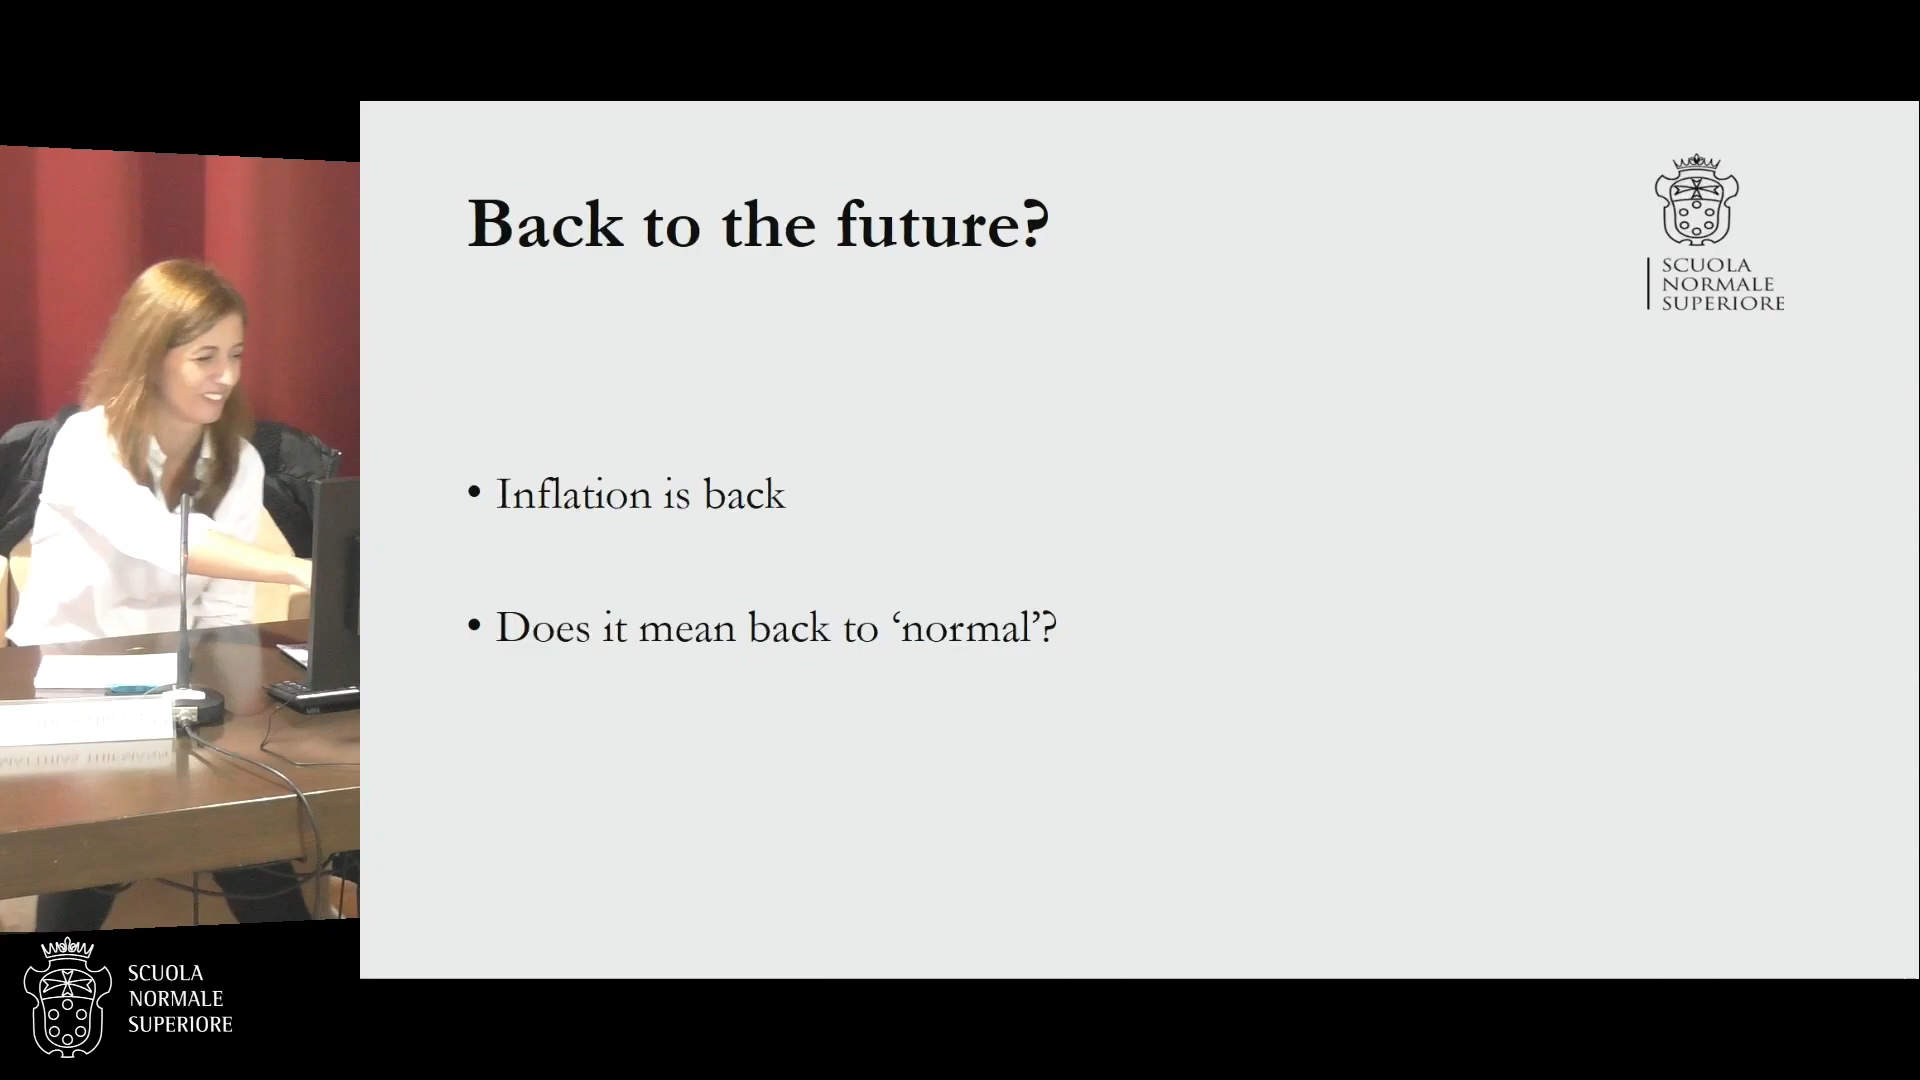 Back to the future?
SCUOLA
NORMALE
SUPERIORE
• Inflation is back
• Does it mean back to ‘normal’?
SCUOLA
NORMALE
SUPERIORE